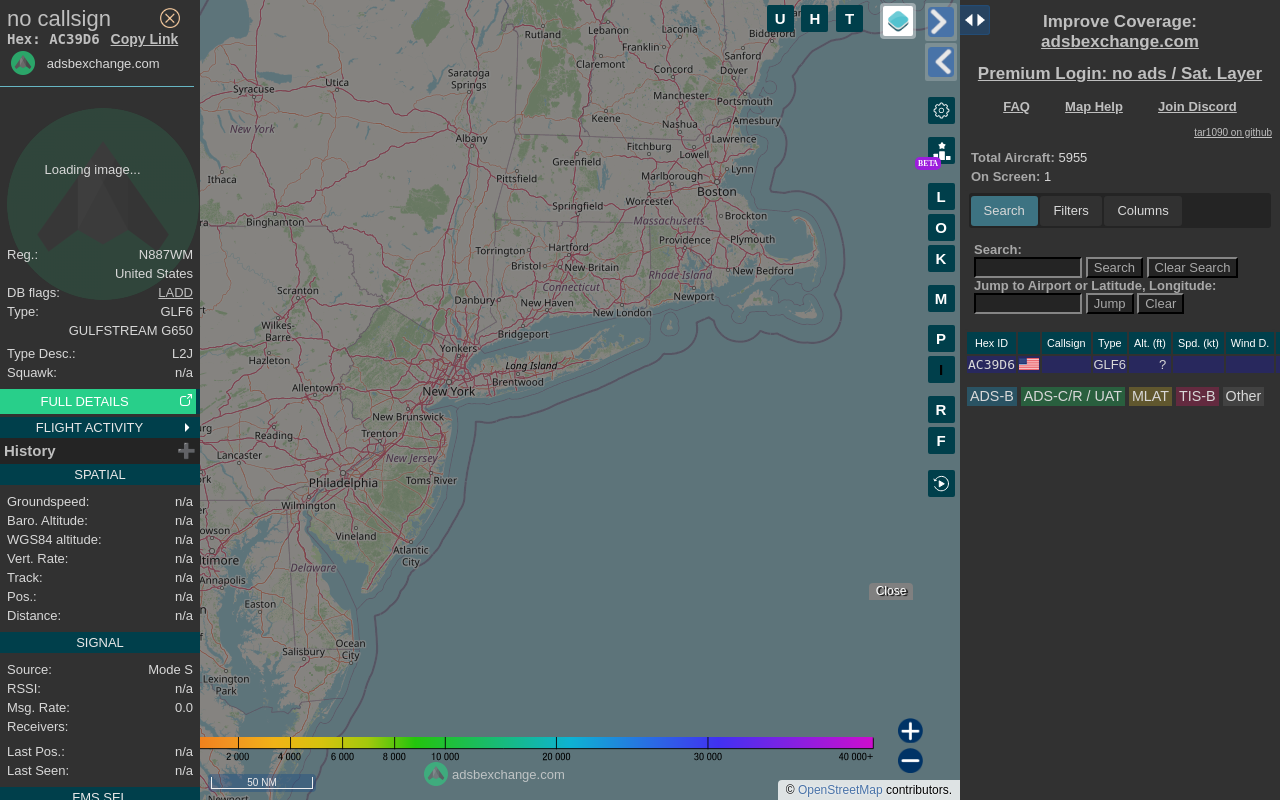 no callsign
Hex: AC39D6 Copy Link
adsbexchange.com
Loading image...
Reg.: N887WM
United States
DB flags: LADD
Type: GLF6
GULFSTREAM G650
Type Desc.: L2J
Squawk: n/a
FULL DETAILS
FLIGHT ACTIVITY
History
SPATIAL
Groundspeed: n/a
Baro. Altitude: n/a
WGS84 altitude: n/a
Vert. Rate: n/a
Track: n/a
Pos.: n/a
Distance: n/a
SIGNAL
Source: Mode S
RSSI: n/a
Msg. Rate: 0.0
Receivers:
Last Pos.: n/a
Last Seen: n/a
FMS SEL
Rutland
Lebanon
Laconia
Franklin
Biddeford
Claremont
Sanford
Concord
Dover
Utica
Saratoga
Springs
Syracuse
Manchester
Portsmouth
Keene
Amesbury
Nashua
New York
Albany
Lawrence
Fitchburg
Lowell
Greenfield
Lynn
Ithaca
Pittsfield
Marlborough
Boston
Worcester
Springfield
Brockton
Binghamton
Massachusetts
Plymouth
Providence
Torrington
Hartford
Bristol
New Britain
New Bedford
Rhode Island
Connecticut
Scranton
Danbury
New Haven
Newport
New London
Wilkes-
Barre
Bridgeport
Yonkers
Hazleton
Long Island
Brentwood
Allentown
New York
New Brunswick
Reading
Trenton
Lancaster
New Jersey
Toms River
Philadelphia
Wilmington
Vineland
Atlantic
City
Annapolis
Delaware
Easton
Ocean
City
Salisbury
Lexington
Park
Newport
U H T
L
O
K
M
P
I
R
F
BETA
Close
2 000 4 000 6 000 8 000 10 000 20 000 30 000 40 000+
50 NM
adsbexchange.com
© OpenStreetMap contributors.
Improve Coverage:
adsbexchange.com
Premium Login: no ads / Sat. Layer
FAQ Map Help Join Discord
tar1090 on github
Total Aircraft: 5955
On Screen: 1
Search Filters Columns
Search:
Search Clear Search
Jump to Airport or Latitude, Longitude:
Jump Clear
Hex ID Callsign Type Alt. (ft) Spd. (kt) Wind D.
AC39D6 GLF6 ?
ADS-B ADS-C/R / UAT MLAT TIS-B Other